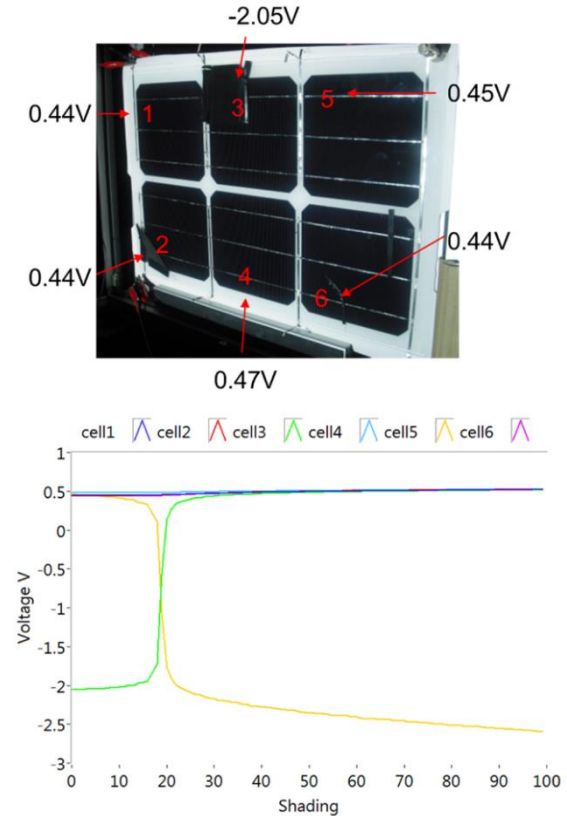 -2.05V
0.44V
1
3
5
0.45V
0.44V
2
4
6
0.44V
0.47V
cell1 cell2 cell3 cell4 cell5 cell6
1
0.5
0
-0.5
-1
-1.5
-2
-2.5
-3
Voltage V
0 10 20 30 40 50 60 70 80 90 100
Shading